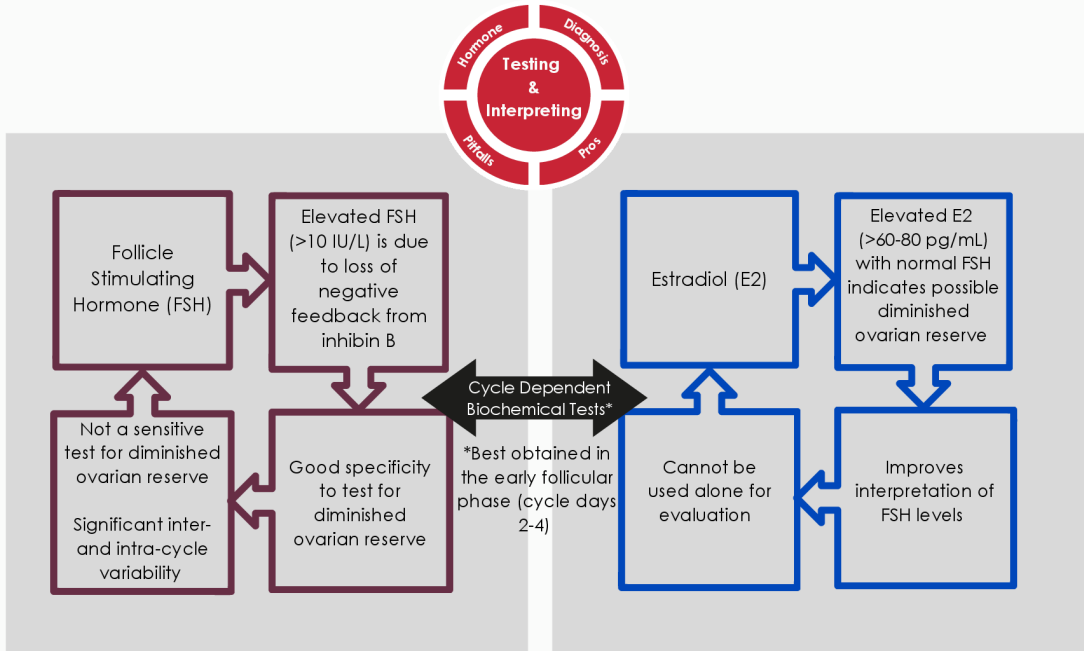 Hormone
Diagnosis
Testing
&
Interpreting
Pitfalls
Pros
Follicle
Stimulating
Hormone (FSH)
Elevated FSH
(>10 IU/L) is due
to loss of
negative
feedback from
inhibin B
Good specificity
to test for
diminished
ovarian reserve
Not a sensitive
test for diminished
ovarian reserve
Significant inter-
and intra-cycle
variability
Cycle Dependent
Biochemical Tests*
*Best obtained in
the early follicular
phase (cycle days
2-4)
Estradiol (E2)
Elevated E2
(>60-80 pg/mL)
with normal FSH
indicates possible
diminished
ovarian reserve
Improves
interpretation of
FSH levels
Cannot be
used alone for
evaluation